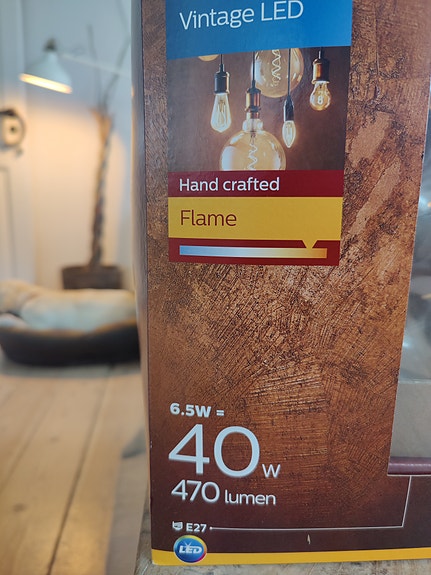 Vintage LED
Hand crafted
Flame
6.5W =
40W
470 lumen
E27
LED